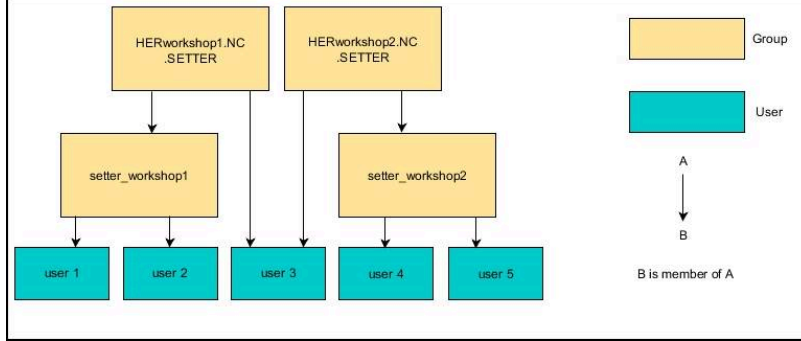 HERworkshop1.NC
.SETTER
HERworkshop2.NC
.SETTER
Group
User
setter_workshop1
setter_workshop2
A
B
user 1
user 2
user 3
user 4
user 5
B is member of A